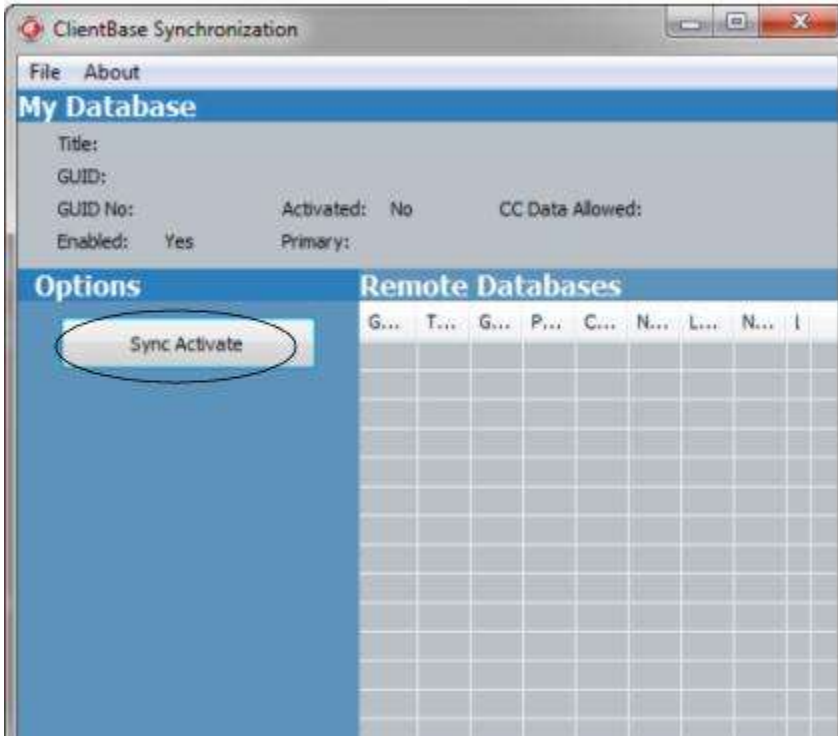 ClientBase Synchronization
File About
My Database
Title:
GUID:
GUID No: Activated: No CC Data Allowed:
Enabled: Yes Primary:
Options Remote Databases
Sync Activate
G... T... G... P... C... N... L... N... I